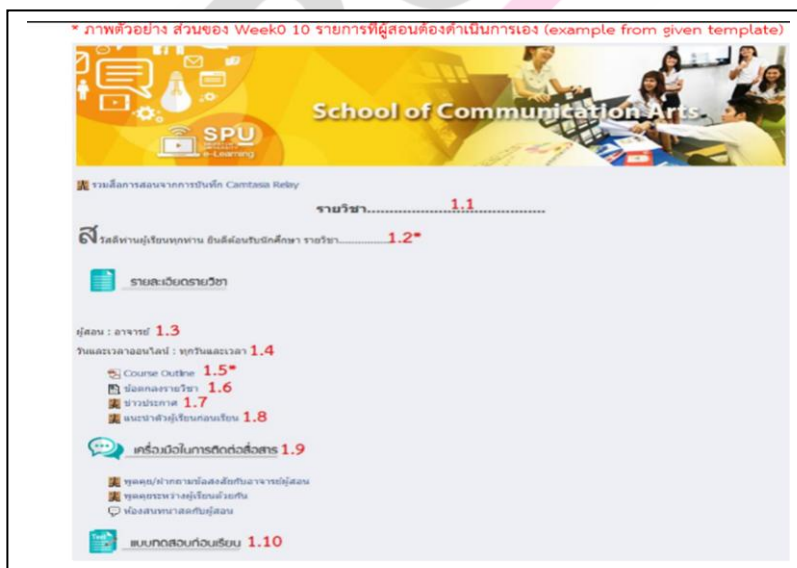 * ภาพตัวอย่าง ส่วนของ Week0 10 รายการที่ผู้สอนต้องดำเนินการเอง (example from given template)
School of Communication Arts
SPU
e-Learning
รวมสื่อการสอนจากการบันทึก Camtasia Relay
รายวิชา.......................1.1.......................
สวัสดีท่านผู้เรียนทุกท่าน ยินดีต้อนรับนักศึกษา รายวิชา.................1.2*
รายละเอียดรายวิชา
ผู้สอน : อาจารย์ 1.3
วันและเวลาออนไลน์ : ทุกวันและเวลา 1.4
Course Outline 1.5*
ข้อตกลงรายวิชา 1.6
ข่าวประกาศ 1.7
แนะนำตัวผู้เรียนก่อนเรียน 1.8
เครื่องมือในการติดต่อสื่อสาร 1.9
พูดคุย/ฝากถามข้อสงสัยกับอาจารย์ผู้สอน
พูดคุยระหว่างผู้เรียนด้วยกัน
ห้องสนทนาสดกับผู้สอน
Test
แบบทดสอบก่อนเรียน 1.10